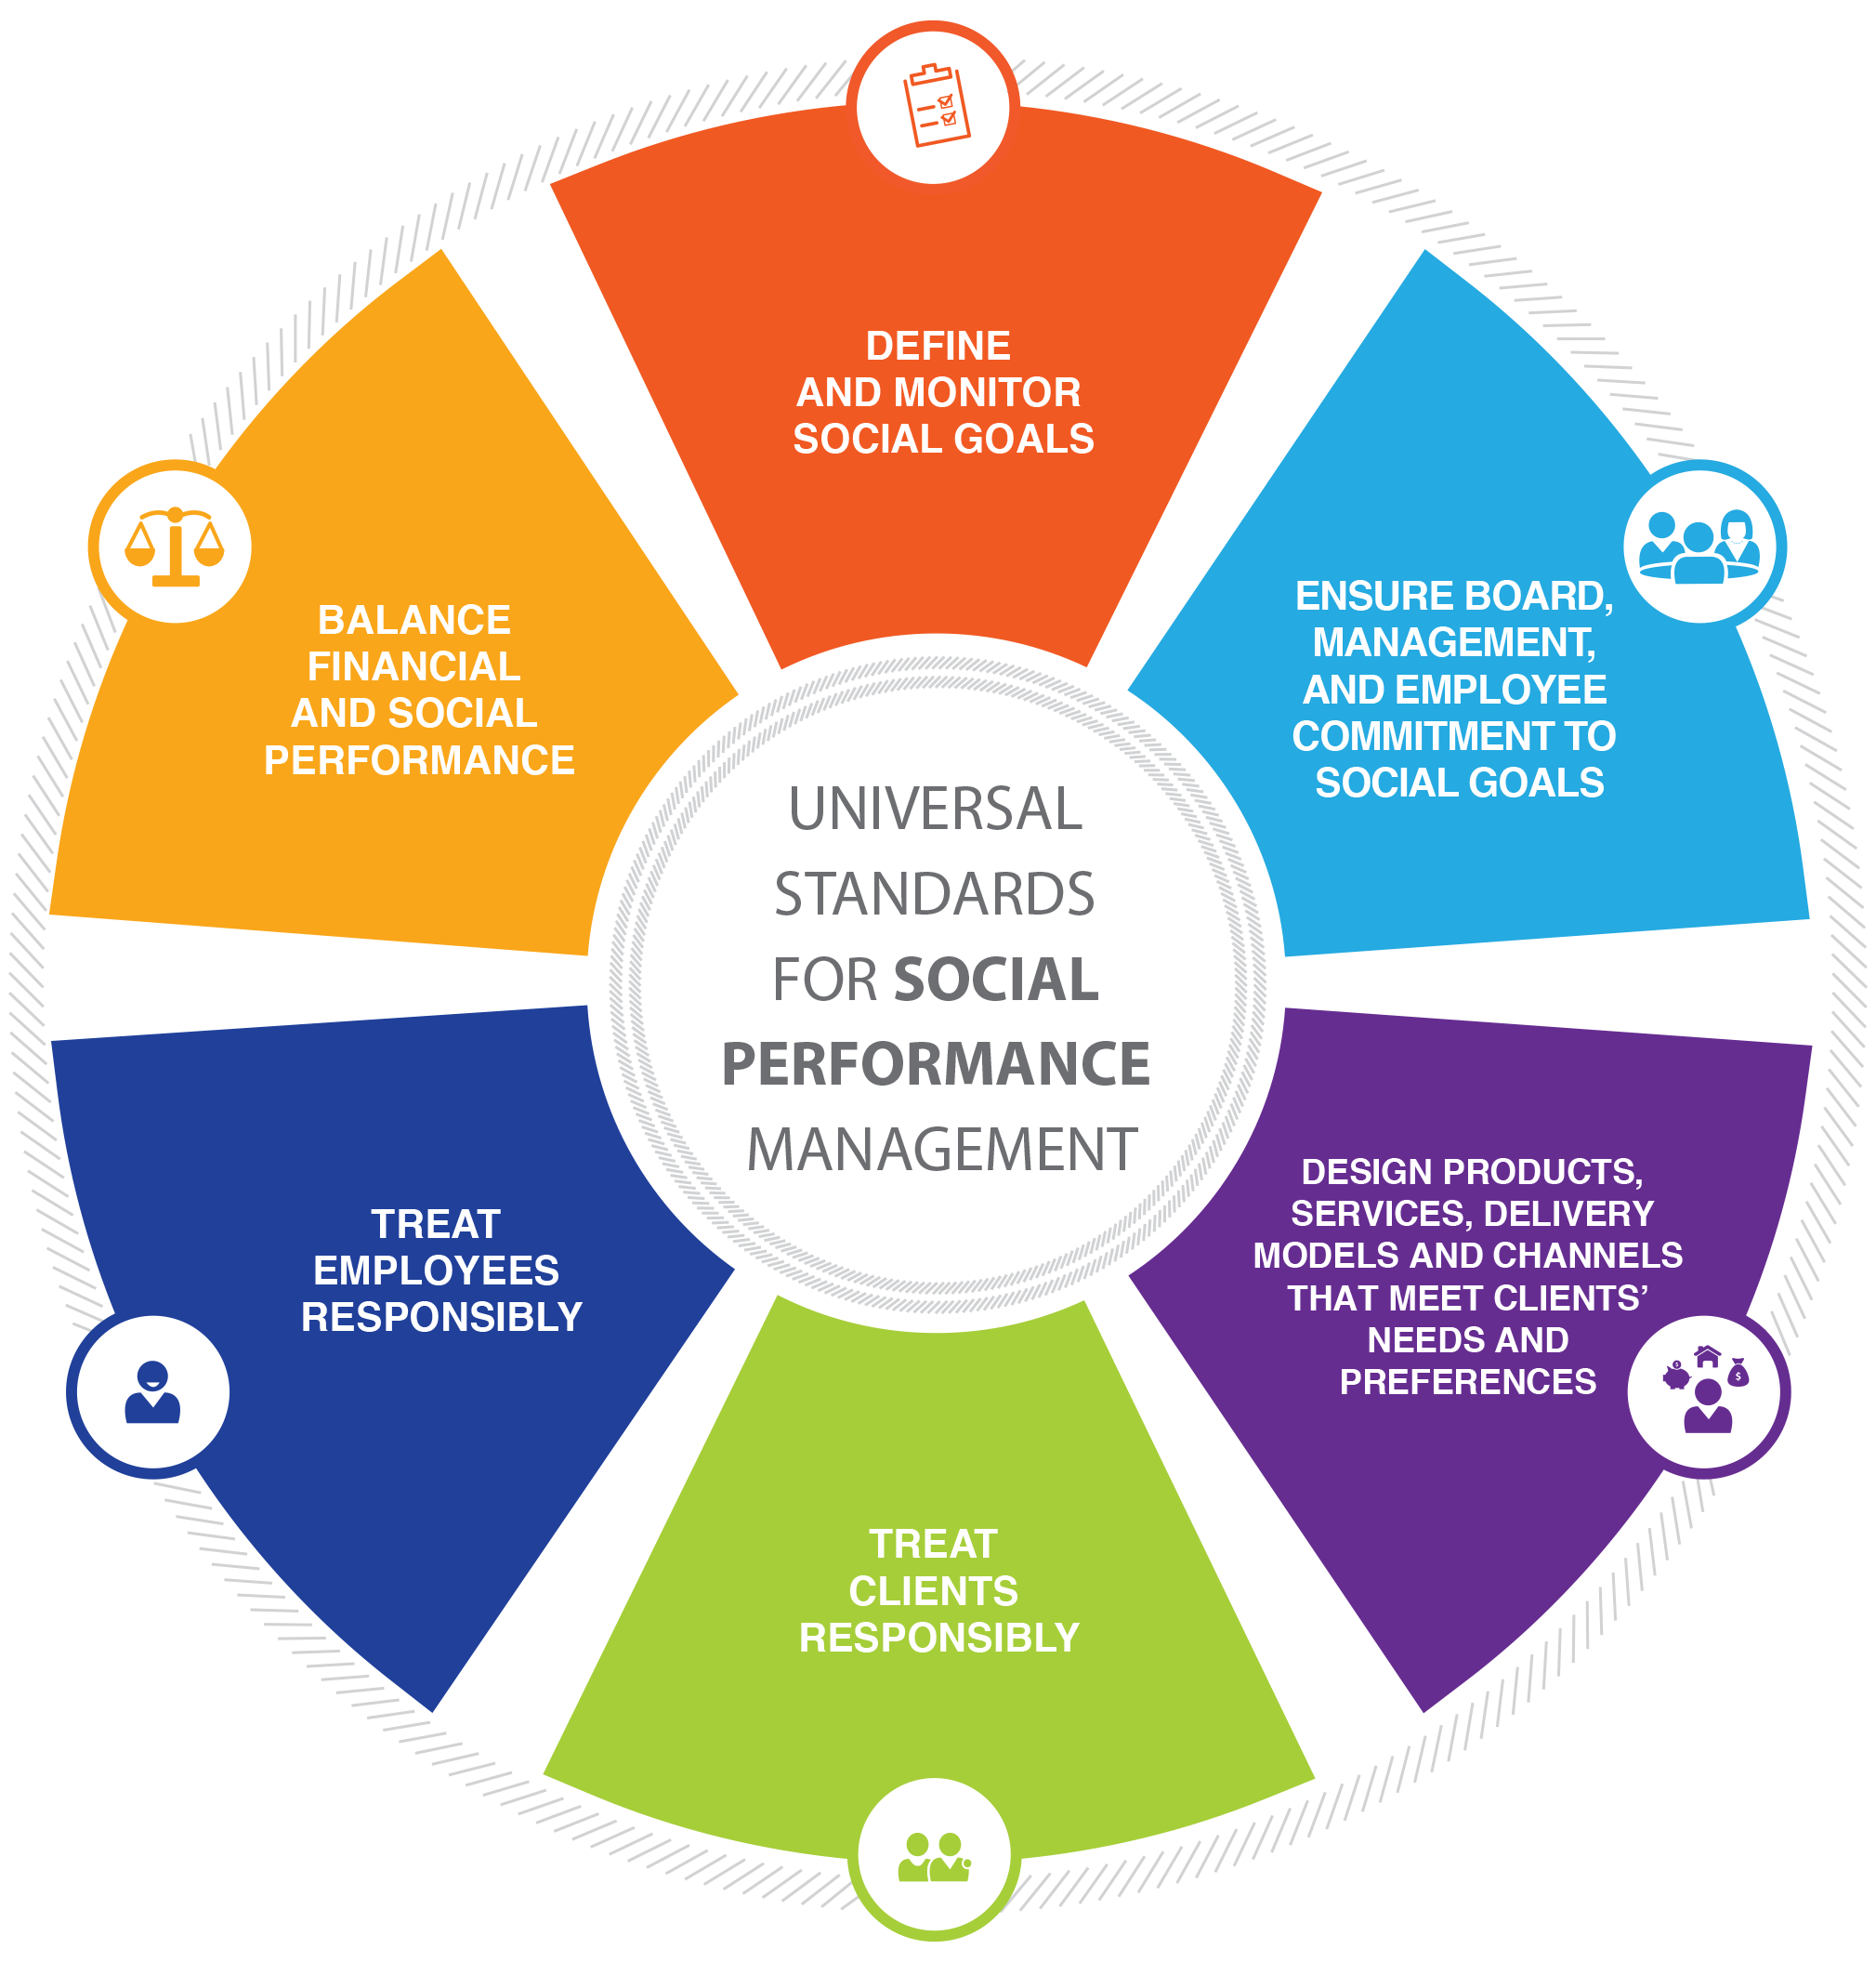 DEFINE
AND MONITOR
SOCIAL GOALS
ENSURE BOARD,
MANAGEMENT,
AND EMPLOYEE
COMMITMENT TO
SOCIAL GOALS
DESIGN PRODUCTS,
SERVICES, DELIVERY
MODELS AND CHANNELS
THAT MEET CLIENTS’
NEEDS AND
PREFERENCES
$
$
TREAT
CLIENTS
RESPONSIBLY
TREAT
EMPLOYEES
RESPONSIBLY
BALANCE
FINANCIAL
AND SOCIAL
PERFORMANCE
UNIVERSAL
STANDARDS
FOR SOCIAL
PERFORMANCE
MANAGEMENT